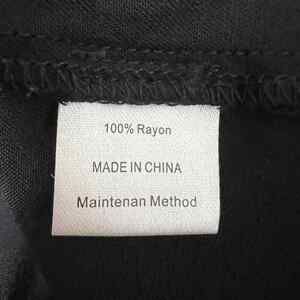 100% Rayon
MADE IN CHINA
Maintenan Method